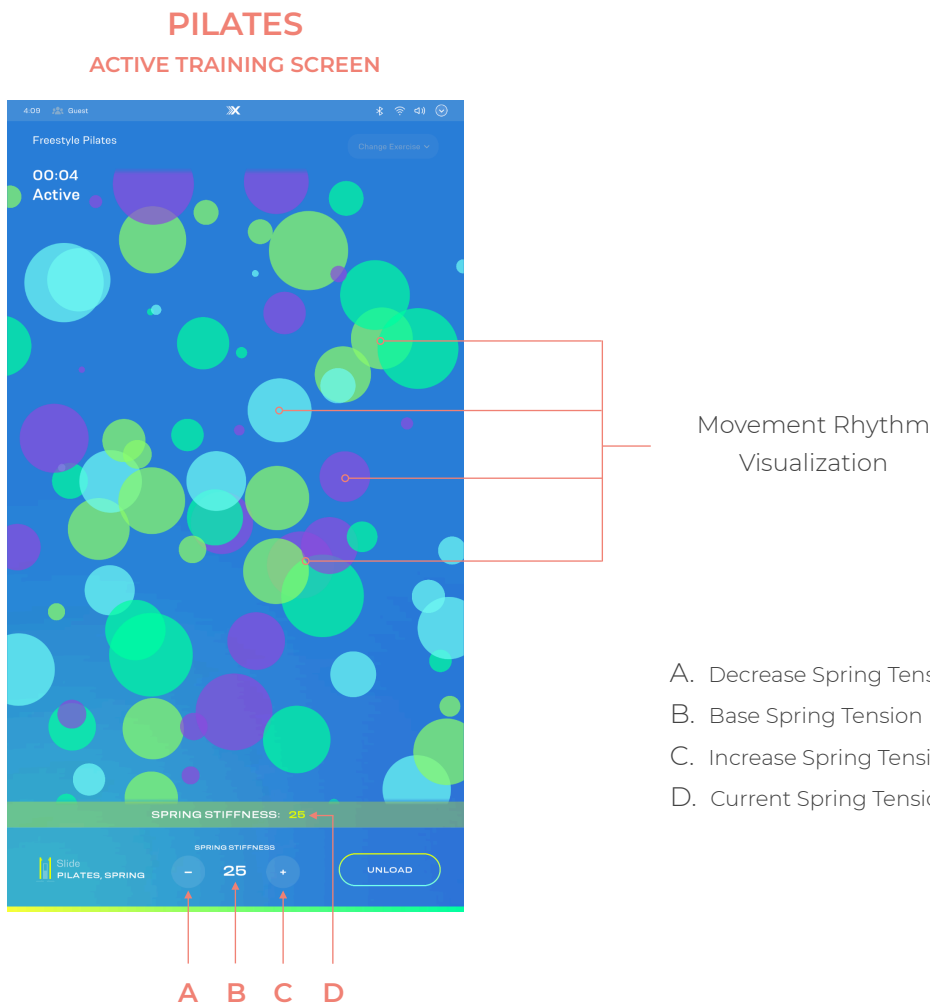 PILATES
ACTIVE TRAINING SCREEN
4:09 Guest
Freestyle Pilates
Change Exercise
00:04
Active
Movement Rhythm
Visualization
A. Decrease Spring Tens
B. Base Spring Tension
C. Increase Spring Tensi
D. Current Spring Tensio
SPRING STIFFNESS: 25
SPRING STIFFNESS
Slide
PILATES, SPRING
– 25 +
UNLOAD
A B C D